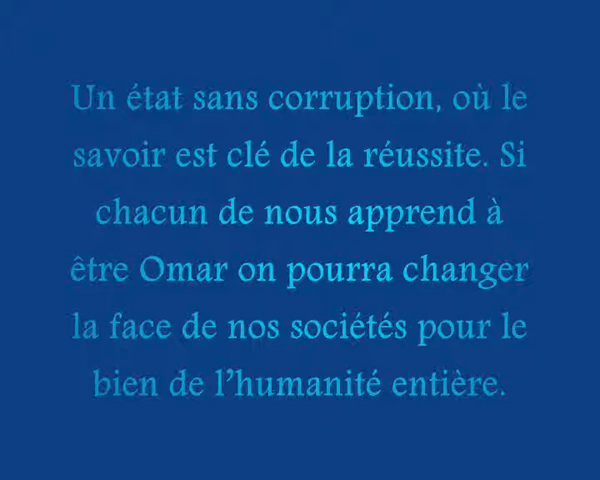 Un état sans corruption, où le
savoir est clé de la réussite. Si
chacun de nous apprend à
être Omar on pourra changer
la face de nos sociétés pour le
bien de l’humanité entière.